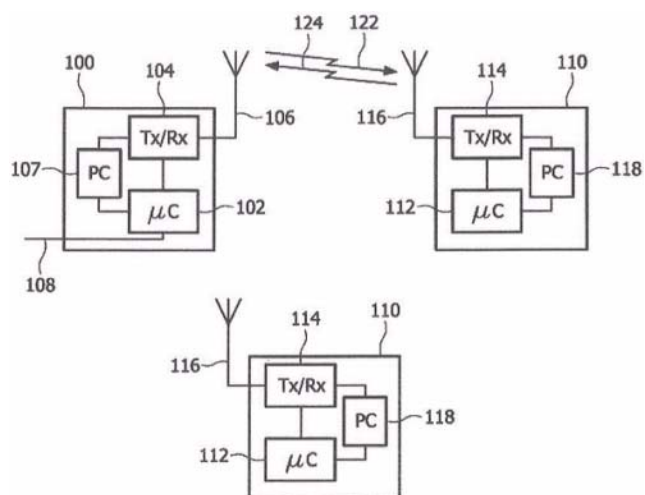 124 122
100 104 114 110
106 116
Tx/Rx Tx/Rx
107 PC PC 118
μC 102 112 μC
108
114 110
116
Tx/Rx
PC 118
112 μC